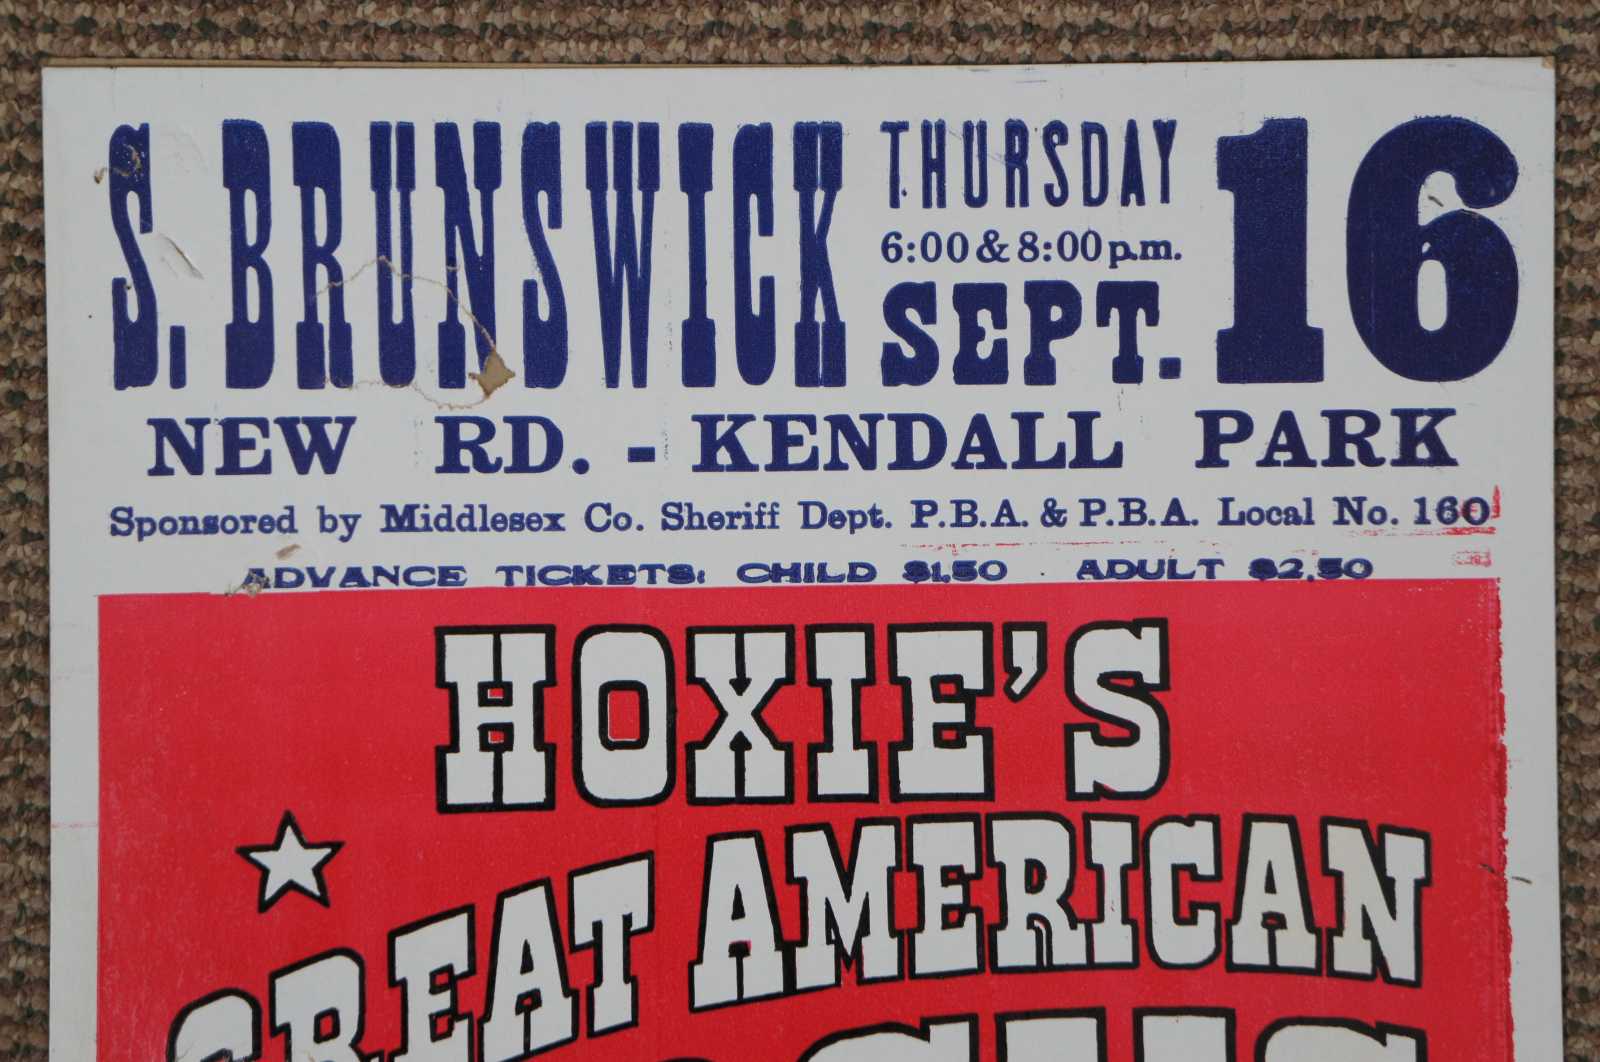 S. BRUNSWICK
THURSDAY
6:00 & 8:00 p.m.
SEPT.
16
NEW RD. - KENDALL PARK
Sponsored by Middlesex Co. Sheriff Dept. P.B.A. & P.B.A. Local No. 160
ADVANCE TICKETS: CHILD $1.50 ADULT $2.50
HOXIE'S
GREAT AMERICAN